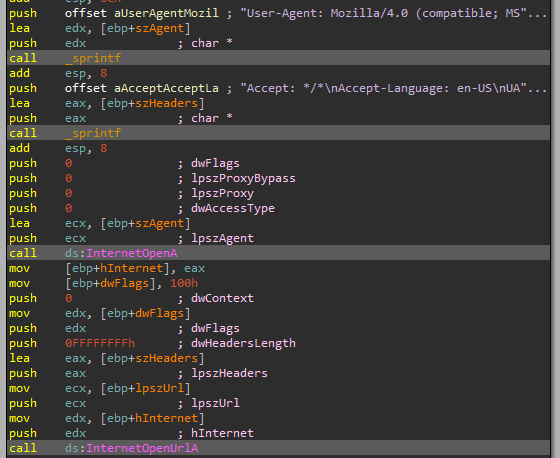 add esp, 0Ch
push offset aUserAgentMozil ; "User-Agent: Mozilla/4.0 (compatible; MS"...
lea edx, [ebp+szAgent]
push edx ; char *
call _sprintf
add esp, 8
push offset aAcceptAcceptLa ; "Accept: */*\nAccept-Language: en-US\nUA"...
lea eax, [ebp+szHeaders]
push eax ; char *
call _sprintf
add esp, 8
push 0 ; dwFlags
push 0 ; lpszProxyBypass
push 0 ; lpszProxy
push 0 ; dwAccessType
lea ecx, [ebp+szAgent]
push ecx ; lpszAgent
call ds:InternetOpenA
mov [ebp+hInternet], eax
mov [ebp+dwFlags], 100h
push 0 ; dwContext
mov edx, [ebp+dwFlags]
push edx ; dwFlags
push 0FFFFFFFFh ; dwHeadersLength
lea eax, [ebp+szHeaders]
push eax ; lpszHeaders
mov ecx, [ebp+lpszUrl]
push ecx ; lpszUrl
mov edx, [ebp+hInternet]
push edx ; hInternet
call ds:InternetOpenUrlA